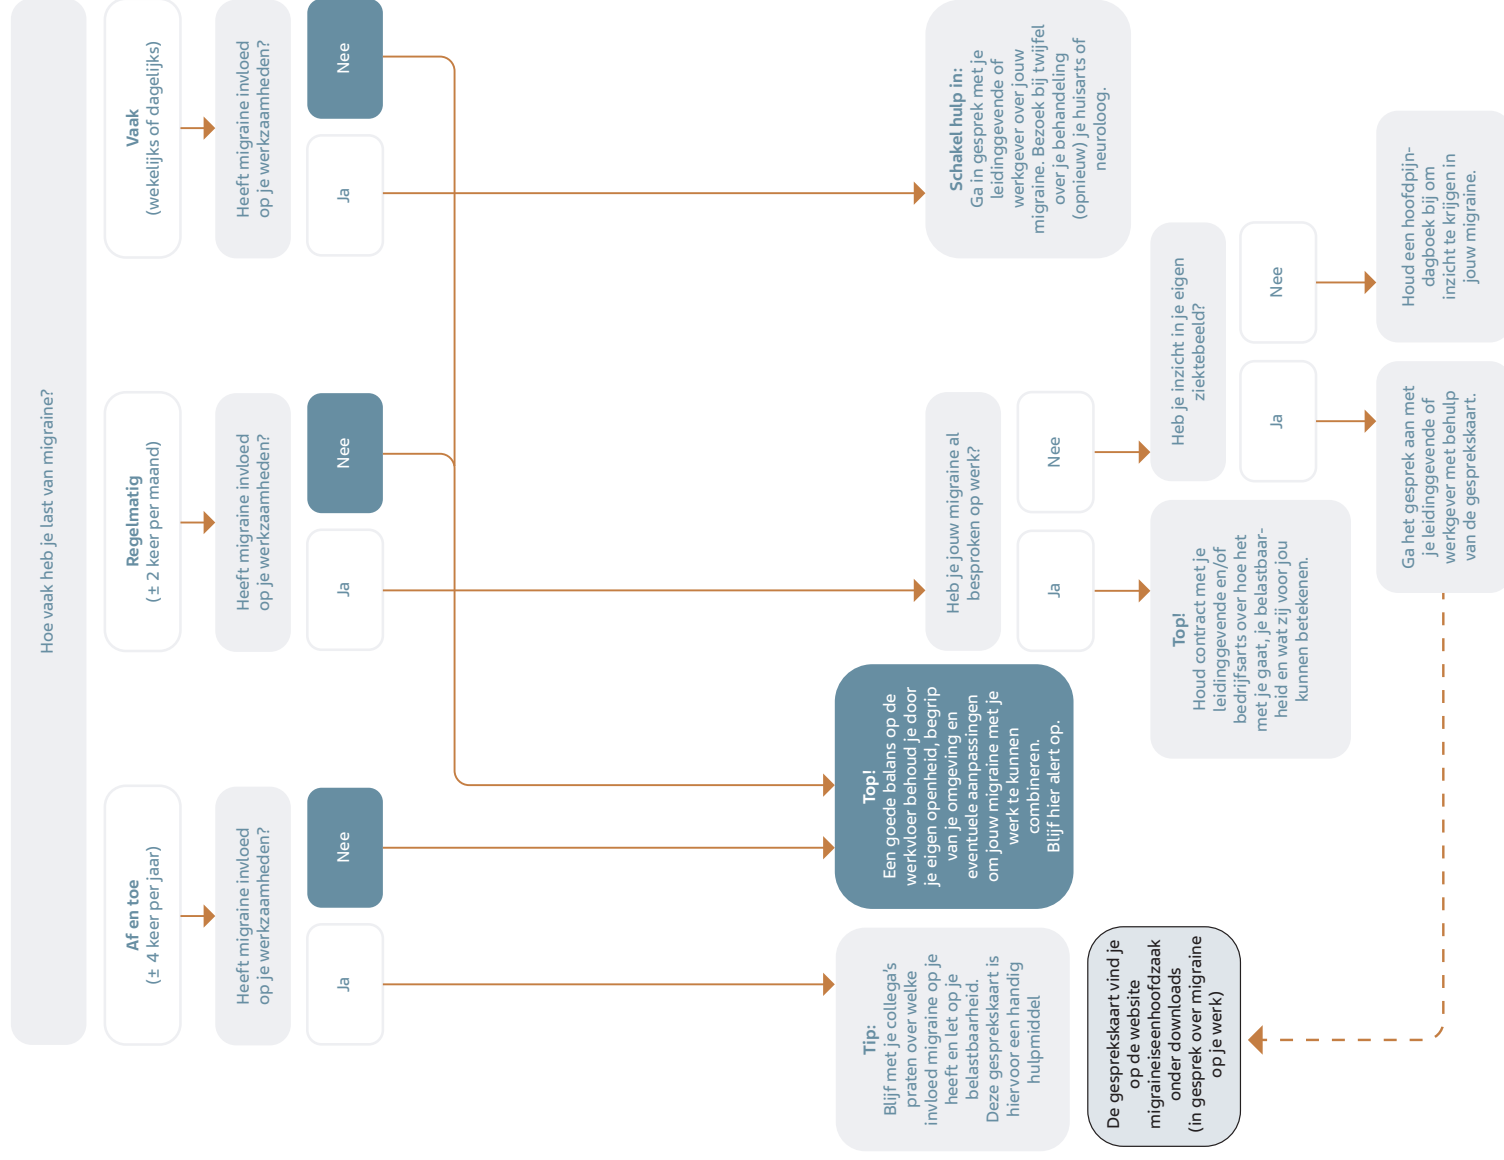 Hoe vaak heb je last van migraine?
Af en toe
(± 4 keer per jaar)
Heeft migraine invloed
op je werkzaamheden?
Ja
Nee
Regelmatig
(± 2 keer per maand)
Heeft migraine invloed
op je werkzaamheden?
Ja
Nee
Vaak
(wekelijks of dagelijks)
Heeft migraine invloed
op je werkzaamheden?
Ja
Nee
Tip:
Blijf met je collega's
praten over welke
invloed migraine op je
heeft en let op je
belastbaarheid.
Deze gesprekskaart is
hiervoor een handig
hulpmiddel
Top!
Een goede balans op de
werkvloer behoud je door
je eigen openheid, begrip
van je omgeving en
eventuele aanpassingen
om jouw migraine met je
werk te kunnen
combineren.
Blijf hier alert op.
Heb je jouw migraine al
besproken op werk?
Ja
Nee
Schakel hulp in:
Ga in gesprek met je
leidinggevende of
werkgever over jouw
migraine. Bezoek bij twijfel
over je behandeling
(opnieuw) je huisarts of
neuroloog.
De gesprekskaart vind je
op de website
migraineiseenhoofdzaak
onder downloads
(in gesprek over migraine
op je werk)
Top!
Houd contract met je
leidinggevende en/of
bedrijfsarts over hoe het
met je gaat, je belastbaar-
heid en wat zij voor jou
kunnen betekenen.
Heb je inzicht in je eigen
ziektebeeld?
Ja
Nee
Ga het gesprek aan met
je leidinggevende of
werkgever met behulp
van de gesprekskaart.
Houd een hoofdpijn-
dagboek bij om
inzicht te krijgen in
jouw migraine.